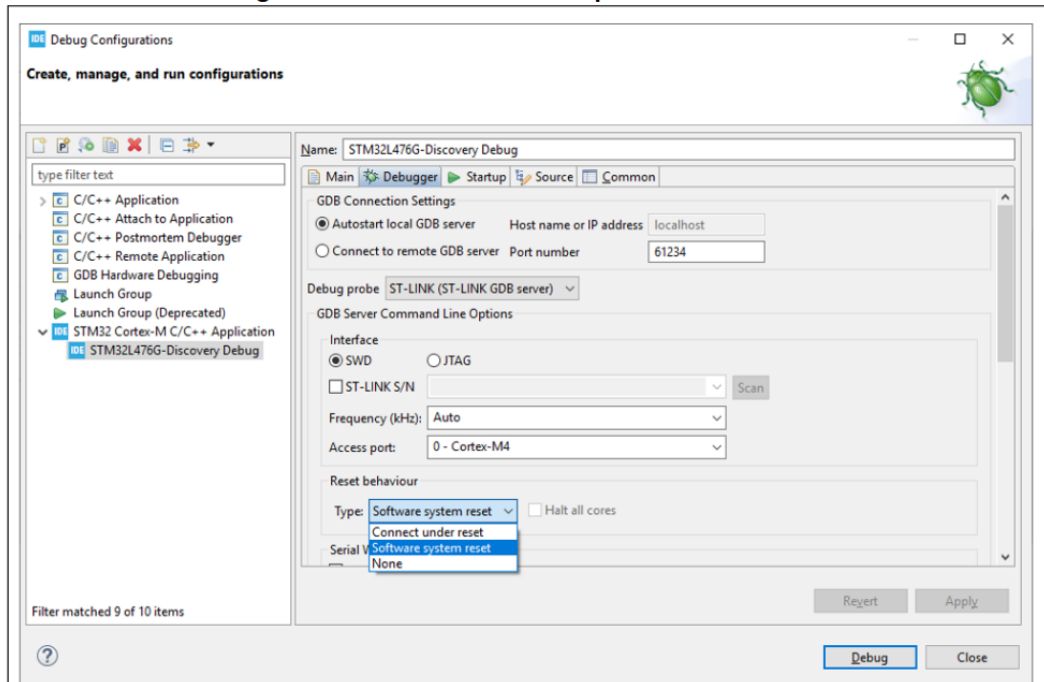 IDE Debug Configurations
Create, manage, and run configurations
type filter text
C/C++ Application
C/C++ Attach to Application
C/C++ Postmortem Debugger
C/C++ Remote Application
GDB Hardware Debugging
Launch Group
Launch Group (Deprecated)
IDE STM32 Cortex-M C/C++ Application
IDE STM32L476G-Discovery Debug
Filter matched 9 of 10 items
Name: STM32L476G-Discovery Debug
Main Debugger Startup Source Common
GDB Connection Settings
Autostart local GDB server Host name or IP address localhost
Connect to remote GDB server Port number 61234
Debug probe ST-LINK (ST-LINK GDB server)
GDB Server Command Line Options
Interface
SWD JTAG
ST-LINK S/N Scan
Frequency (kHz): Auto
Access port: 0 - Cortex-M4
Reset behaviour
Type: Software system reset Halt all cores
Connect under reset
Serial Software system reset
None
Revert Apply
? Debug Close